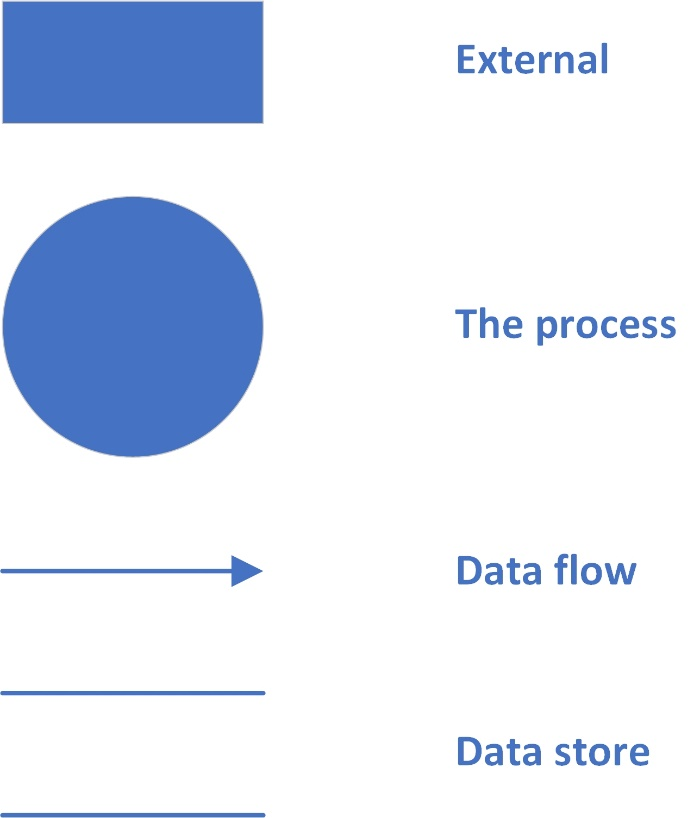 External
The process
Data flow
Data store